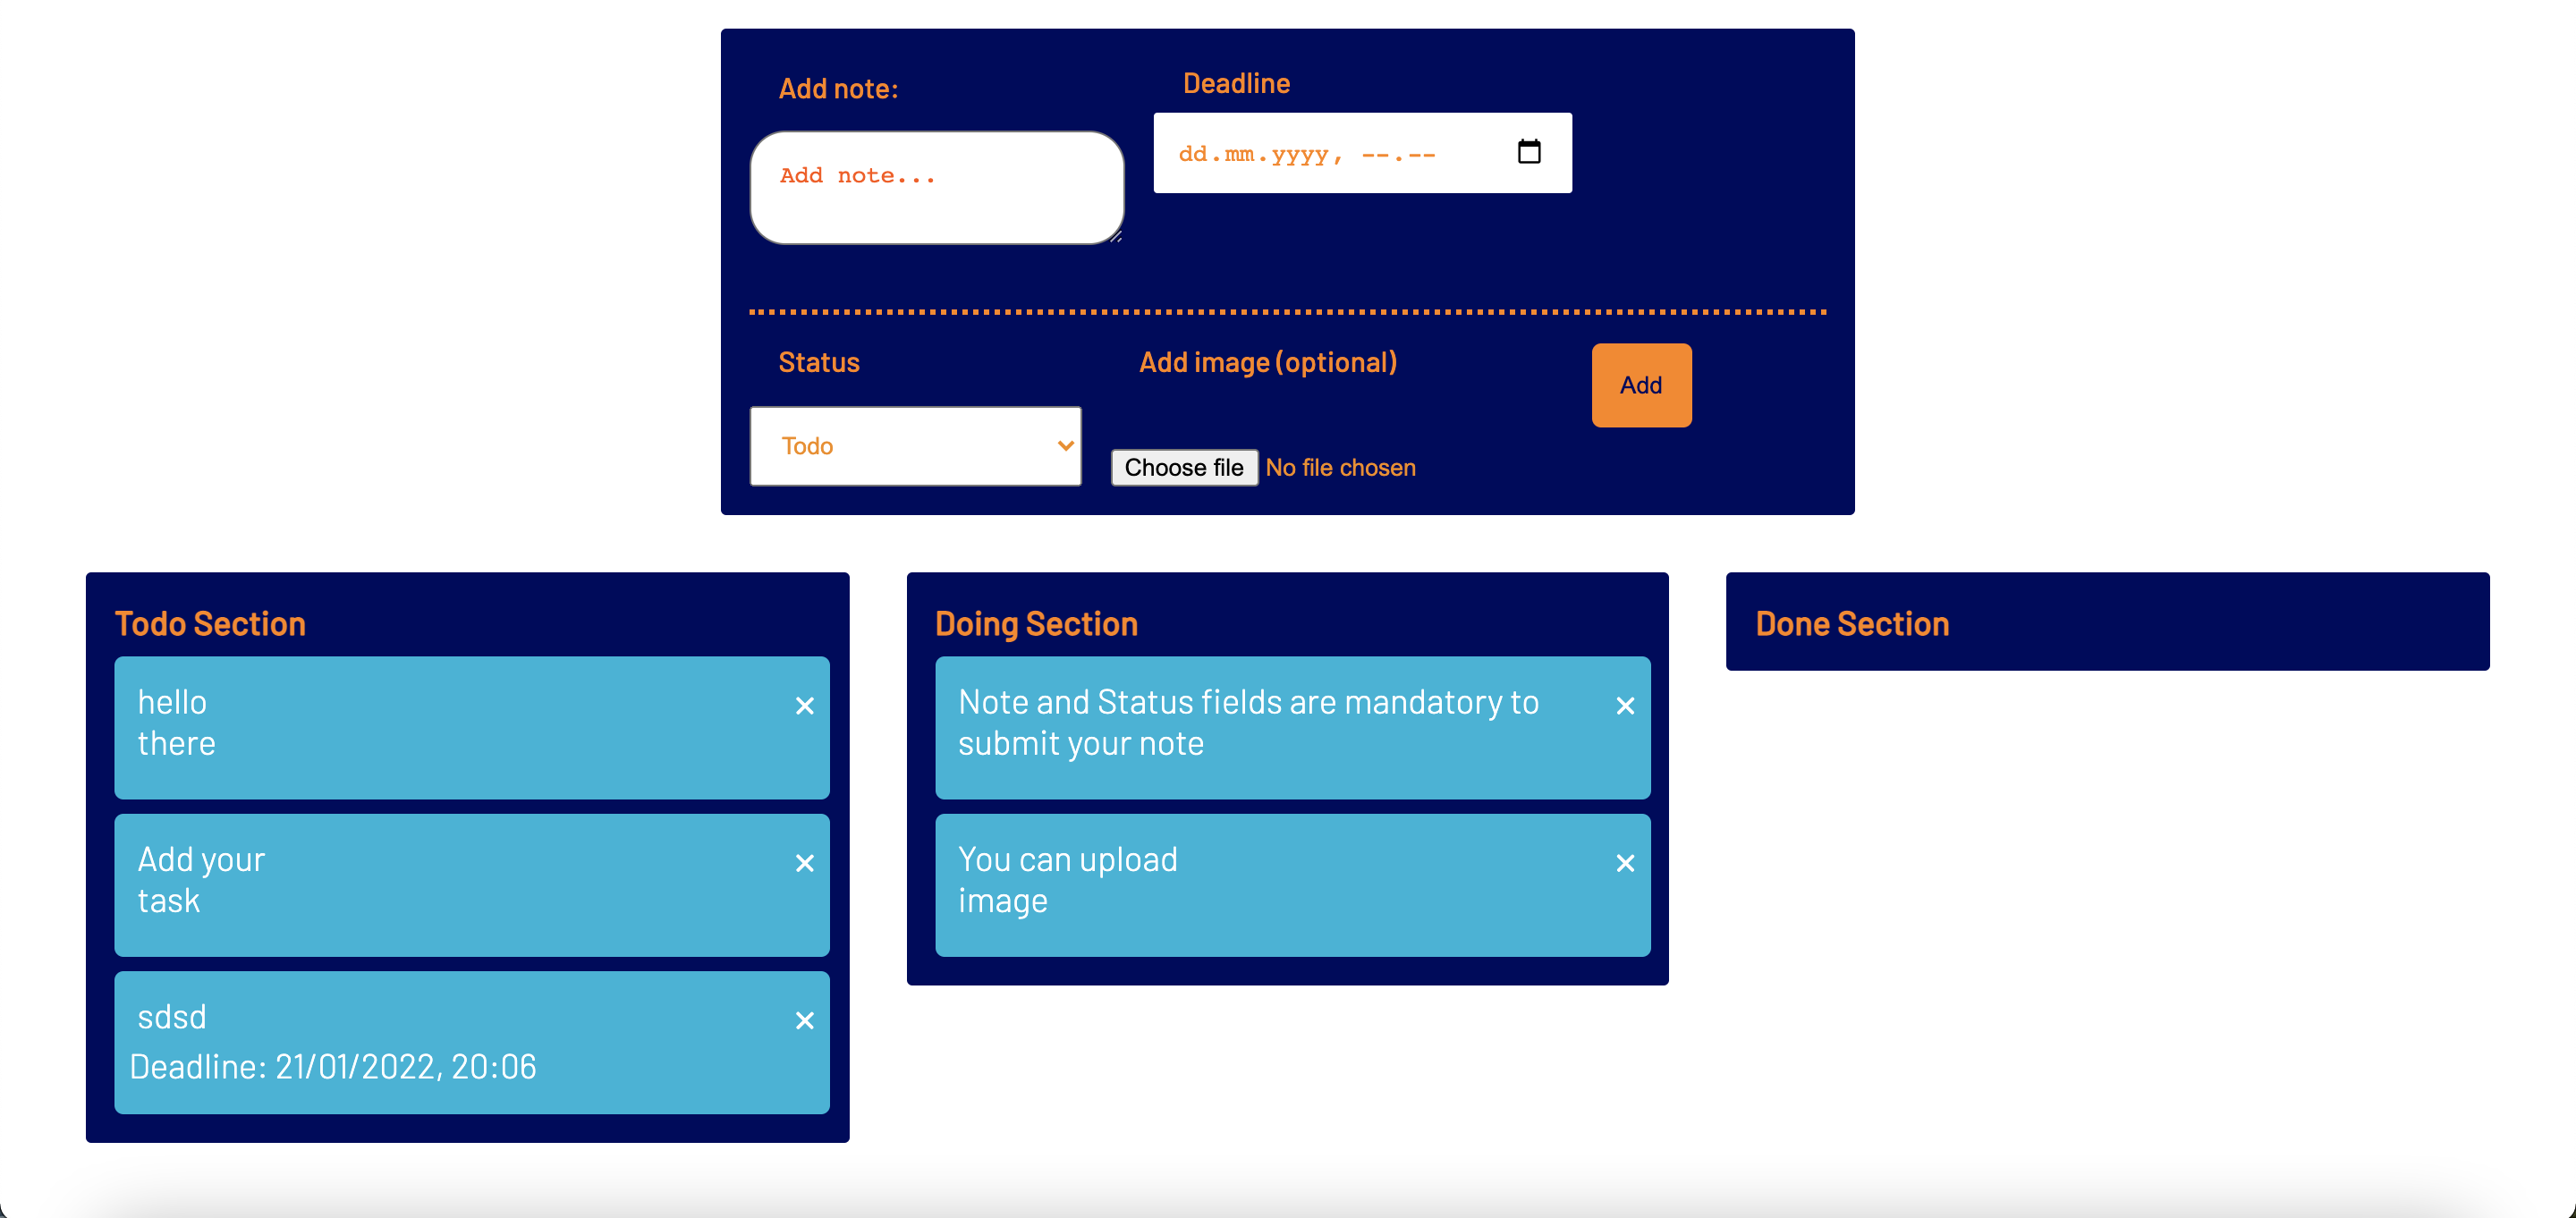 Add note:
Deadline
Add note...
dd.mm.yyyy, --.--
Status
Add image (optional)
Add
Todo
Choose file No file chosen
Todo Section
hello
there
Add your
task
sdsd
Deadline: 21/01/2022, 20:06
Doing Section
Note and Status fields are mandatory to
submit your note
You can upload
image
Done Section